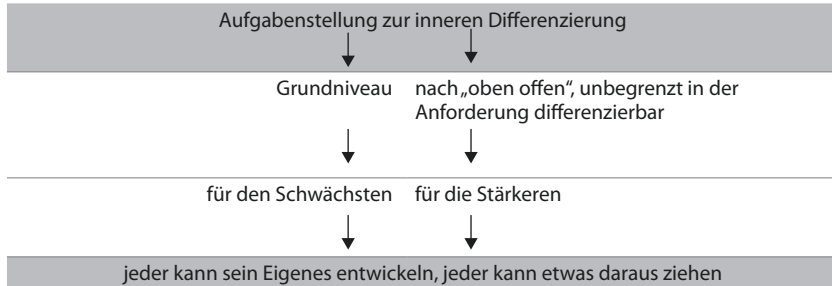 Aufgabenstellung zur inneren Differenzierung
Grundniveau
nach „oben offen“, unbegrenzt in der
Anforderung differenzierbar
für den Schwächsten
für die Stärkeren
jeder kann sein Eigenes entwickeln, jeder kann etwas daraus ziehen